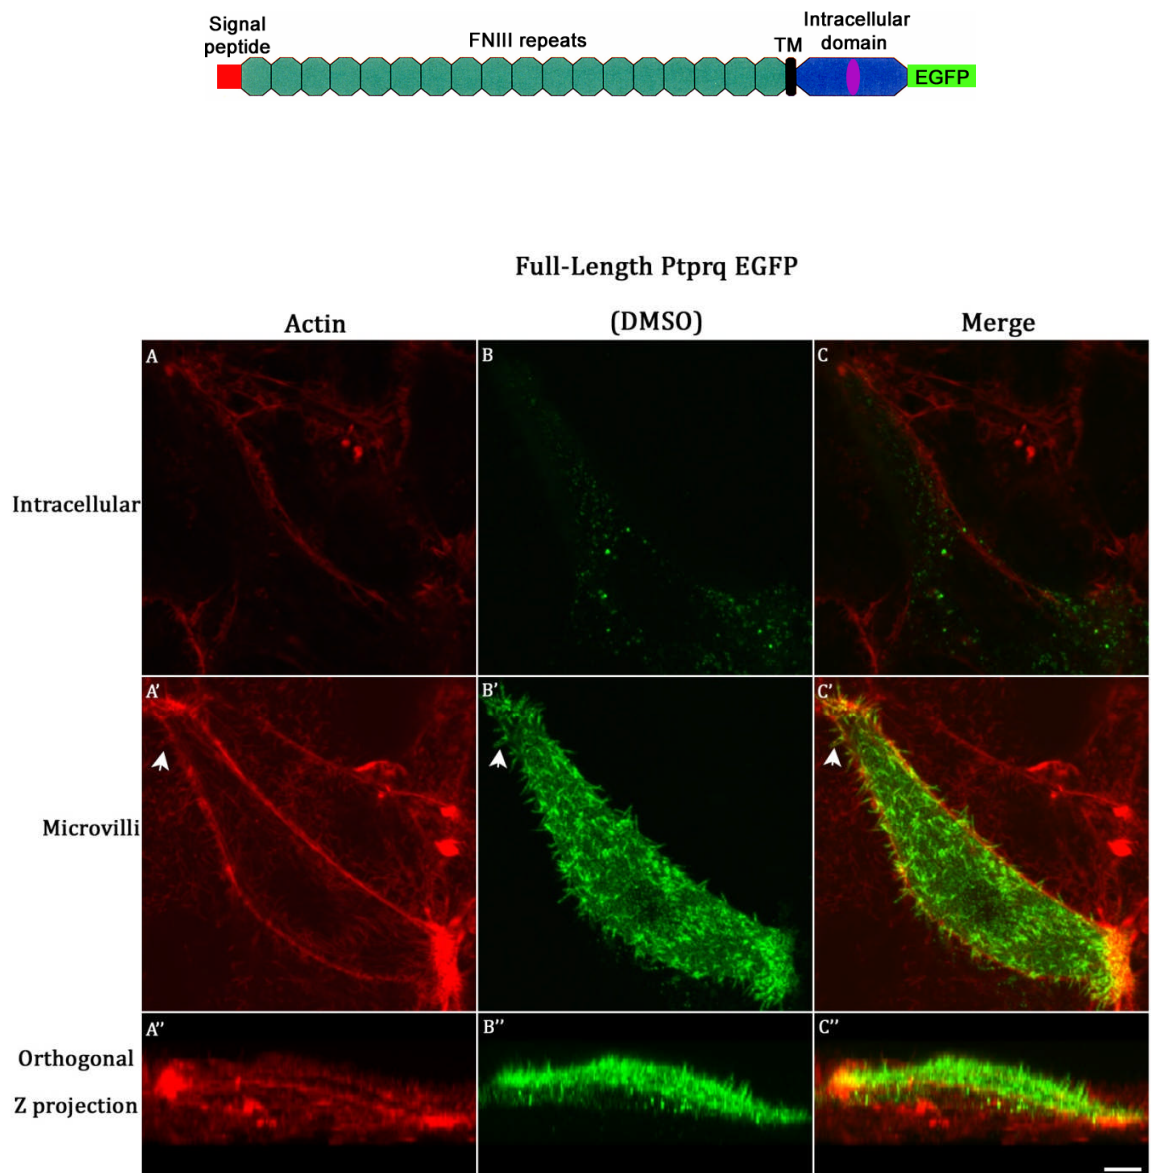 Signal
peptide
FNIII repeats
TM
Intracellular
domain
EGFP
Full-Length Ptprq EGFP
Actin
(DMSO)
Merge
Intracellular
A
B
C
Microvilli
A'
B'
C'
Orthogonal
Z projection
A''
B''
C''